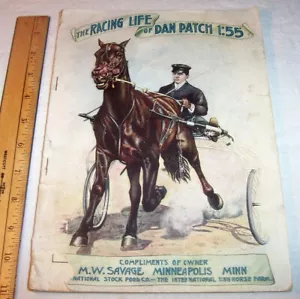 THE RACING LIFE
OF DAN PATCH 1:55
COMPLIMENTS OF OWNER
M.W. SAVAGE MINNEAPOLIS MINN
NATIONAL STOCK FOOD CO. — THE INTERNATIONAL 1:55 HORSE FARM.